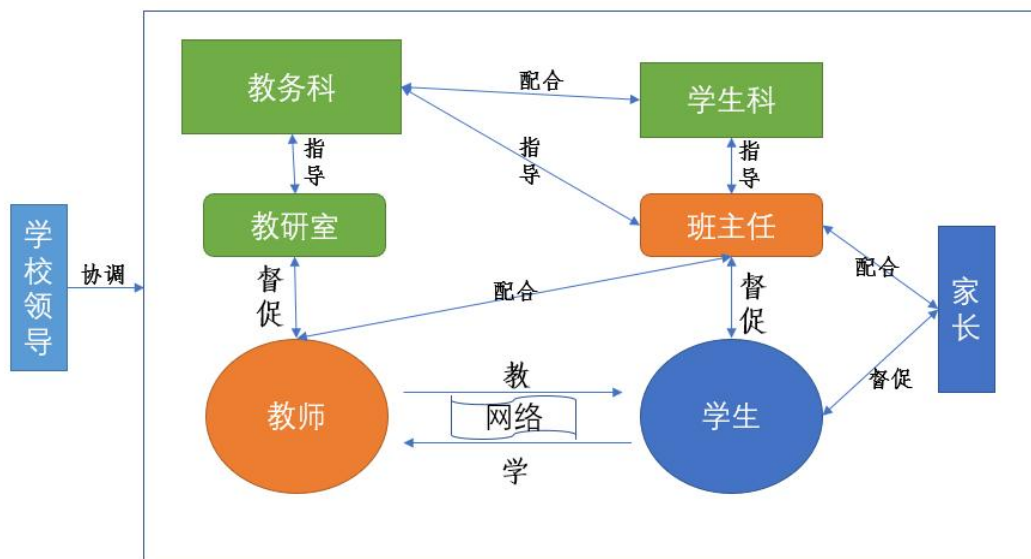 教务科
配合
学生科
指导
指导
指导
教研室
班主任
学校领导
协调
督促
配合
督促
配合
家长
督促
教师
教
网络
学
学生